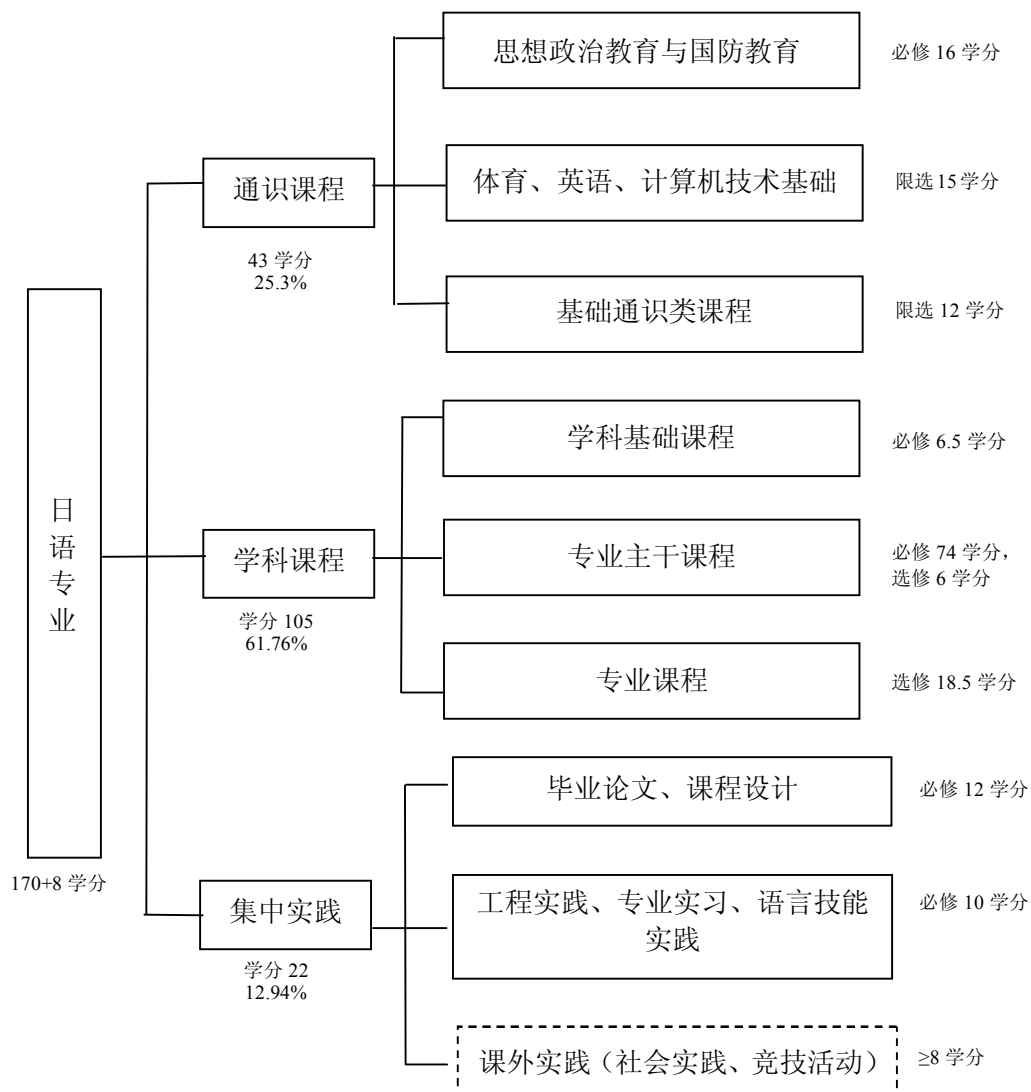 思想政治教育与国防教育
必修 16 学分
通识课程
43 学分
25.3%
体育、英语、计算机技术基础
限选 15 学分
基础通识类课程
限选 12 学分
学科基础课程
必修 6.5 学分
日
语
专
业
170+8 学分
学科课程
学分 105
61.76%
专业主干课程
必修 74 学分，
选修 6 学分
专业课程
选修 18.5 学分
毕业论文、课程设计
必修 12 学分
集中实践
学分 22
12.94%
工程实践、专业实习、语言技能
实践
必修 10 学分
课外实践（社会实践、竞技活动）
≥8 学分